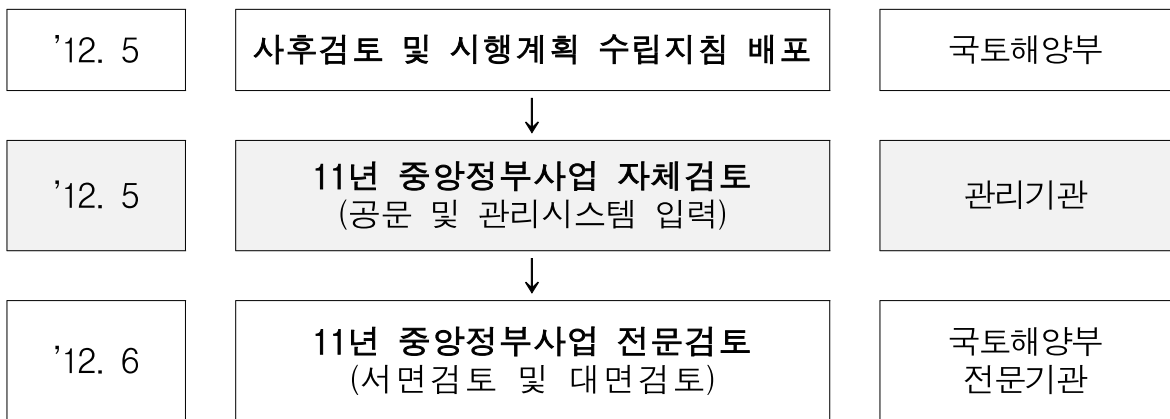 '12. 5
사후검토 및 시행계획 수립지침 배포
국토해양부
↓
'12. 5
11년 중앙정부사업 자체검토
(공문 및 관리시스템 입력)
관리기관
↓
'12. 6
11년 중앙정부사업 전문검토
(서면검토 및 대면검토)
국토해양부
전문기관